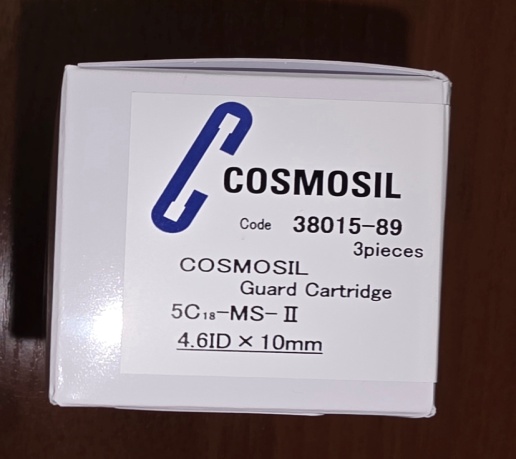 COSMOSIL
Code 38015-89
3pieces
COSMOSIL
Guard Cartridge
5C₁₈-MS-Ⅱ
4.6ID × 10mm